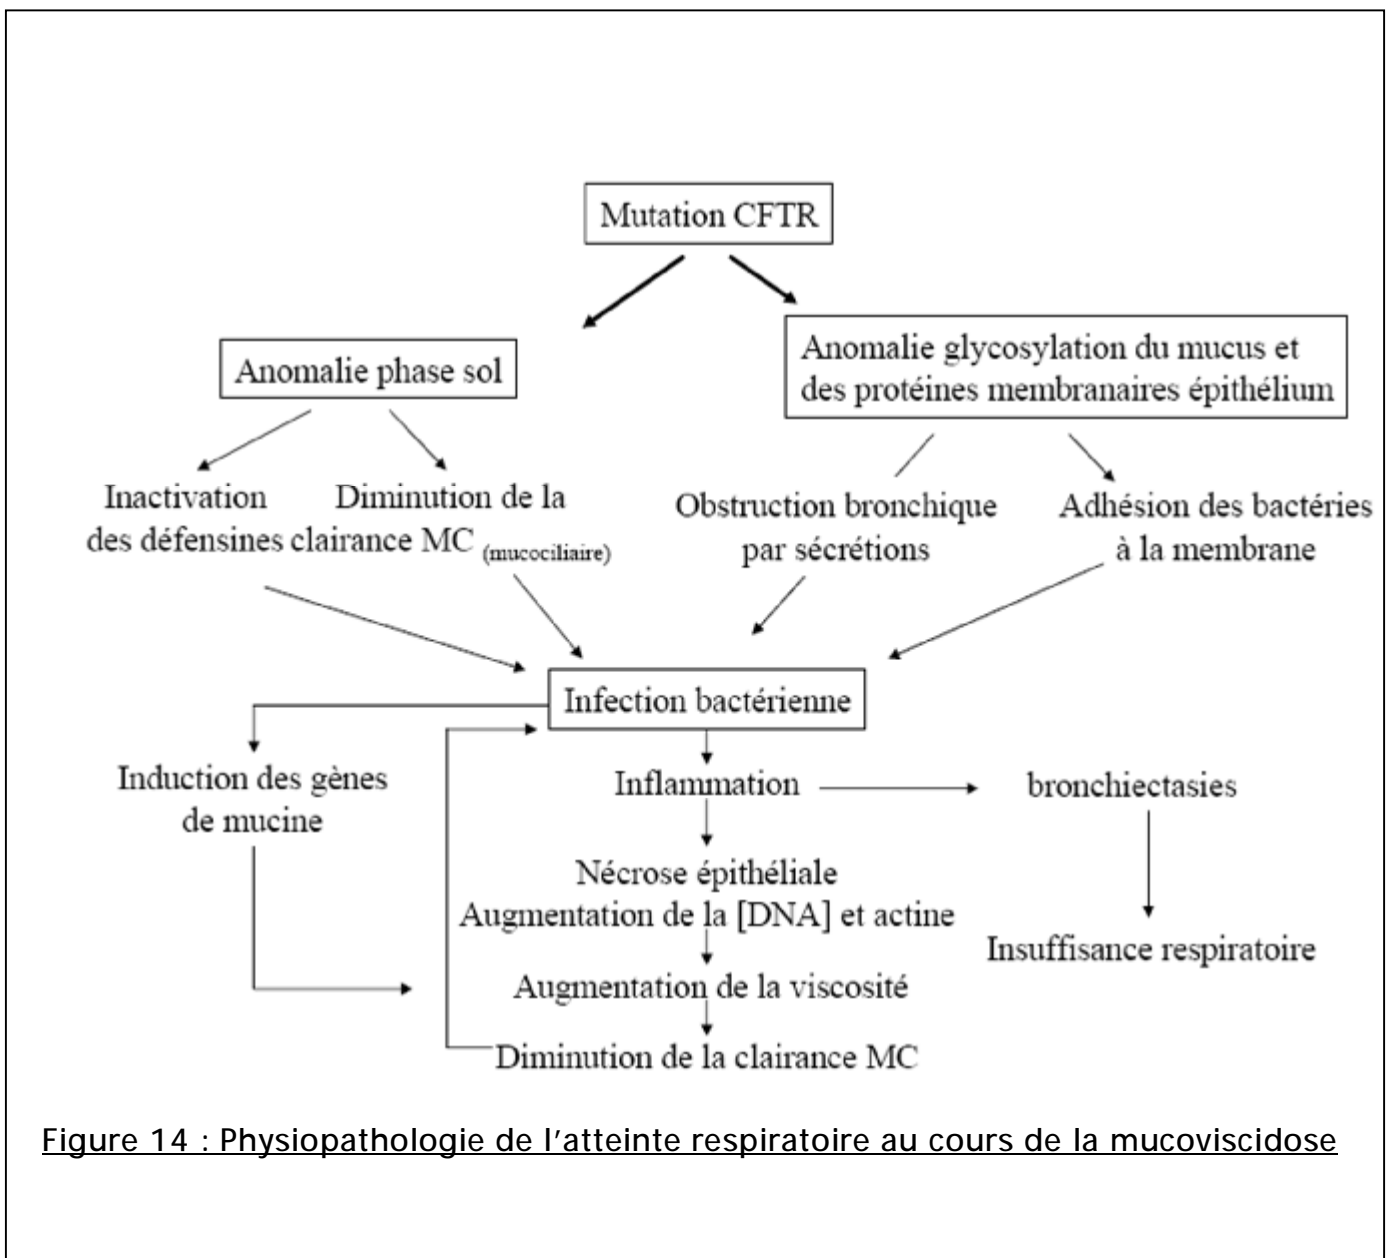 Mutation CFTR
Anomalie phase sol
Anomalie glycosylation du mucus et
des protéines membranaires épithélium
Inactivation
des défensines
Diminution de la
clairance MC (mucociliaire)
Obstruction bronchique
par sécrétions
Adhésion des bactéries
à la membrane
Infection bactérienne
Induction des gènes
de mucine
Inflammation
bronchiectasies
Nécrose épithéliale
Augmentation de la [DNA] et actine
Insuffisance respiratoire
Augmentation de la viscosité
Diminution de la clairance MC
Figure 14 : Physiopathologie de l’atteinte respiratoire au cours de la mucoviscidose